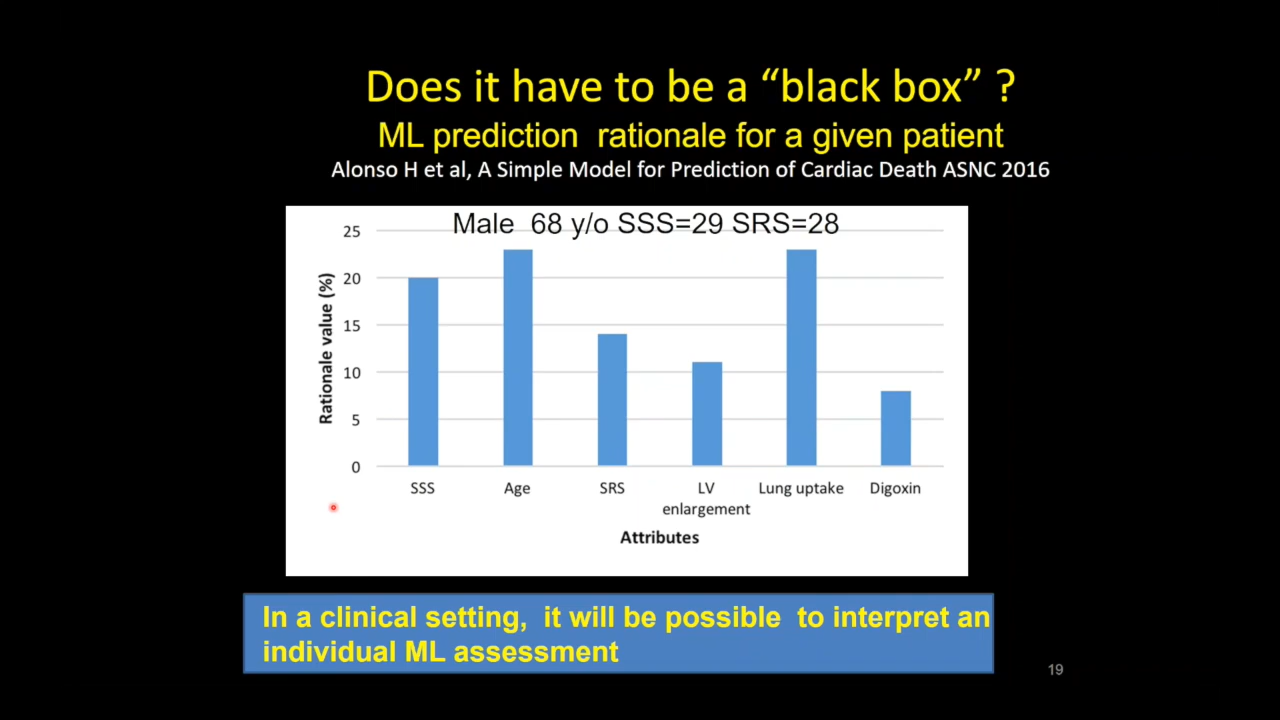 Does it have to be a “black box” ?
ML prediction rationale for a given patient
Alonso H et al, A Simple Model for Prediction of Cardiac Death ASNC 2016
Male 68 y/o SSS=29 SRS=28
Rationale value (%)
25
20
15
10
5
0
SSS Age SRS LV enlargement Lung uptake Digoxin
Attributes
In a clinical setting, it will be possible to interpret an
individual ML assessment
19